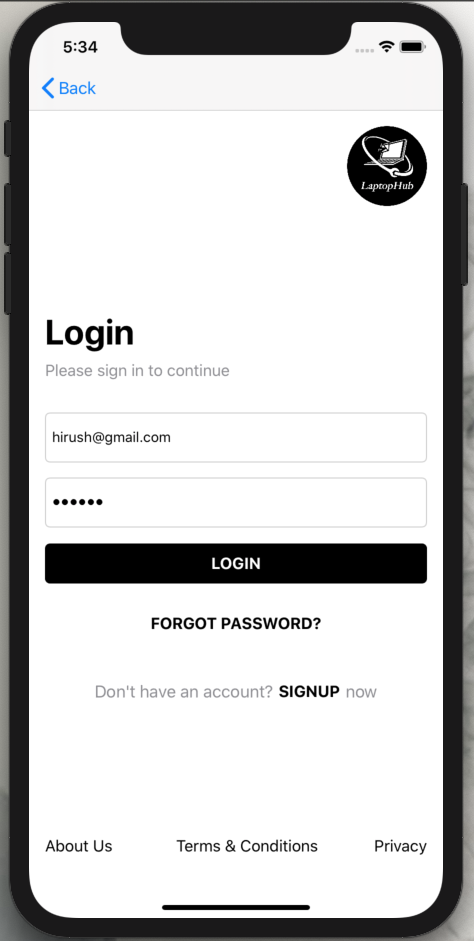 5:34
Back
LaptopHub
Login
Please sign in to continue
hirush@gmail.com
••••••
LOGIN
FORGOT PASSWORD?
Don't have an account? SIGNUP now
About Us Terms & Conditions Privacy